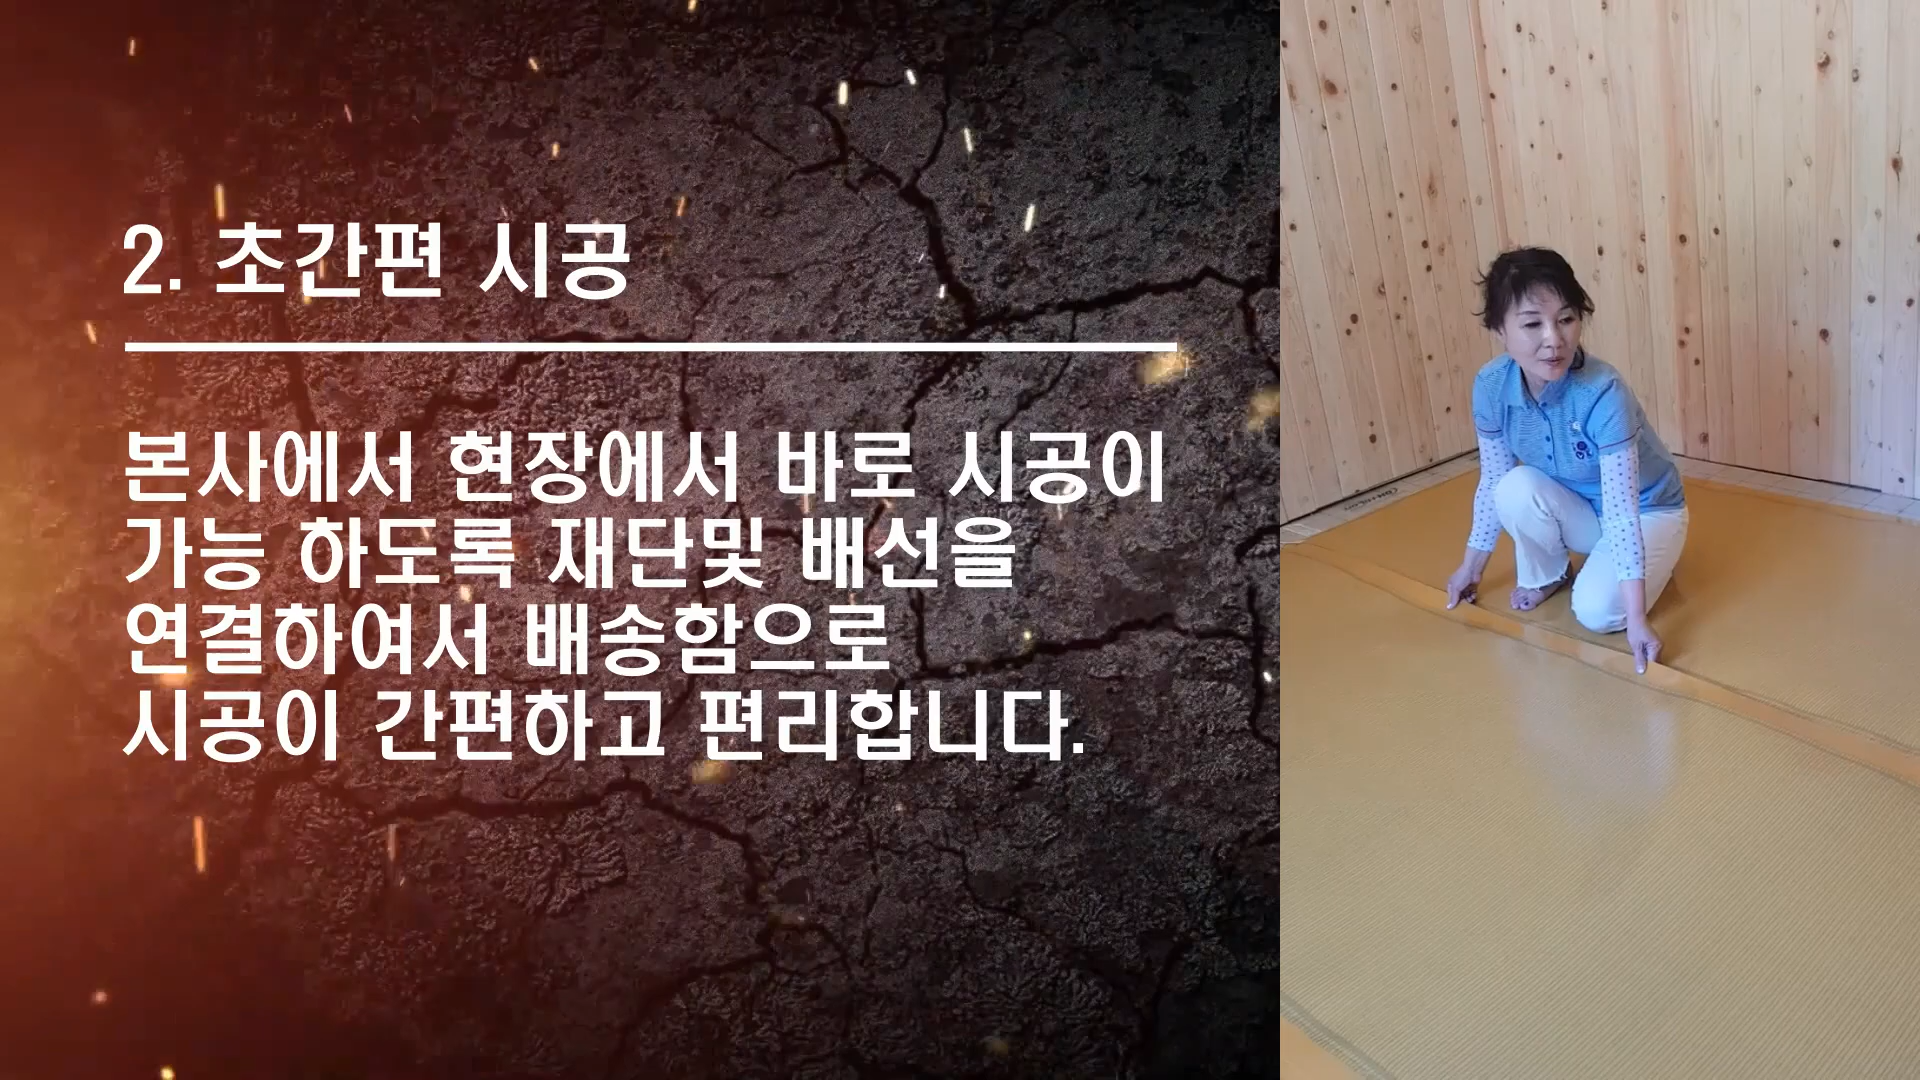 2. 초간편 시공
본사에서 현장에서 바로 시공이
가능 하도록 재단및 배선을
연결하여서 배송함으로
시공이 간편하고 편리합니다.